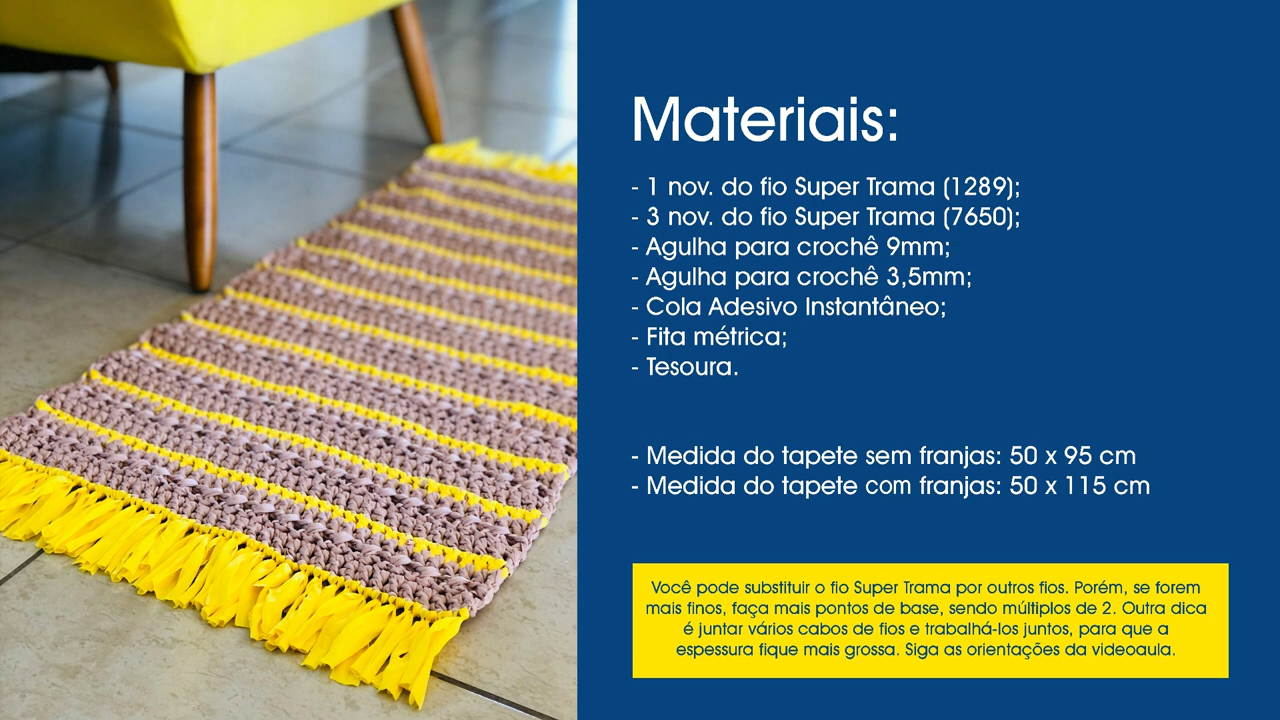 Materiais:
- 1 nov. do fio Super Trama (1289);
- 3 nov. do fio Super Trama (7650);
- Agulha para crochê 9mm;
- Agulha para crochê 3,5mm;
- Cola Adesivo Instantâneo;
- Fita métrica;
- Tesoura.
- Medida do tapete sem franjas: 50 x 95 cm
- Medida do tapete com franjas: 50 x 115 cm
Você pode substituir o fio Super Trama por outros fios. Porém, se forem
mais finos, faça mais pontos de base, sendo múltiplos de 2. Outra dica
é juntar vários cabos de fios e trabalhá-los juntos, para que a
espessura fique mais grossa. Siga as orientações da videoaula.